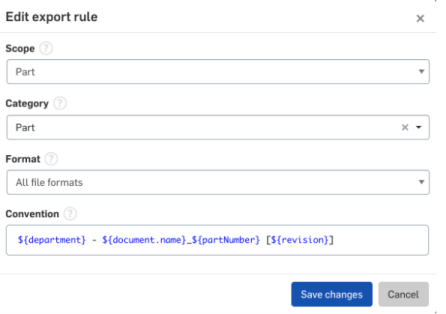 Edit export rule ×
Scope ?
Part
Category ?
Part ×
Format ?
All file formats
Convention ?
${department} - ${document.name}_${partNumber} [${revision}]
Save changes Cancel